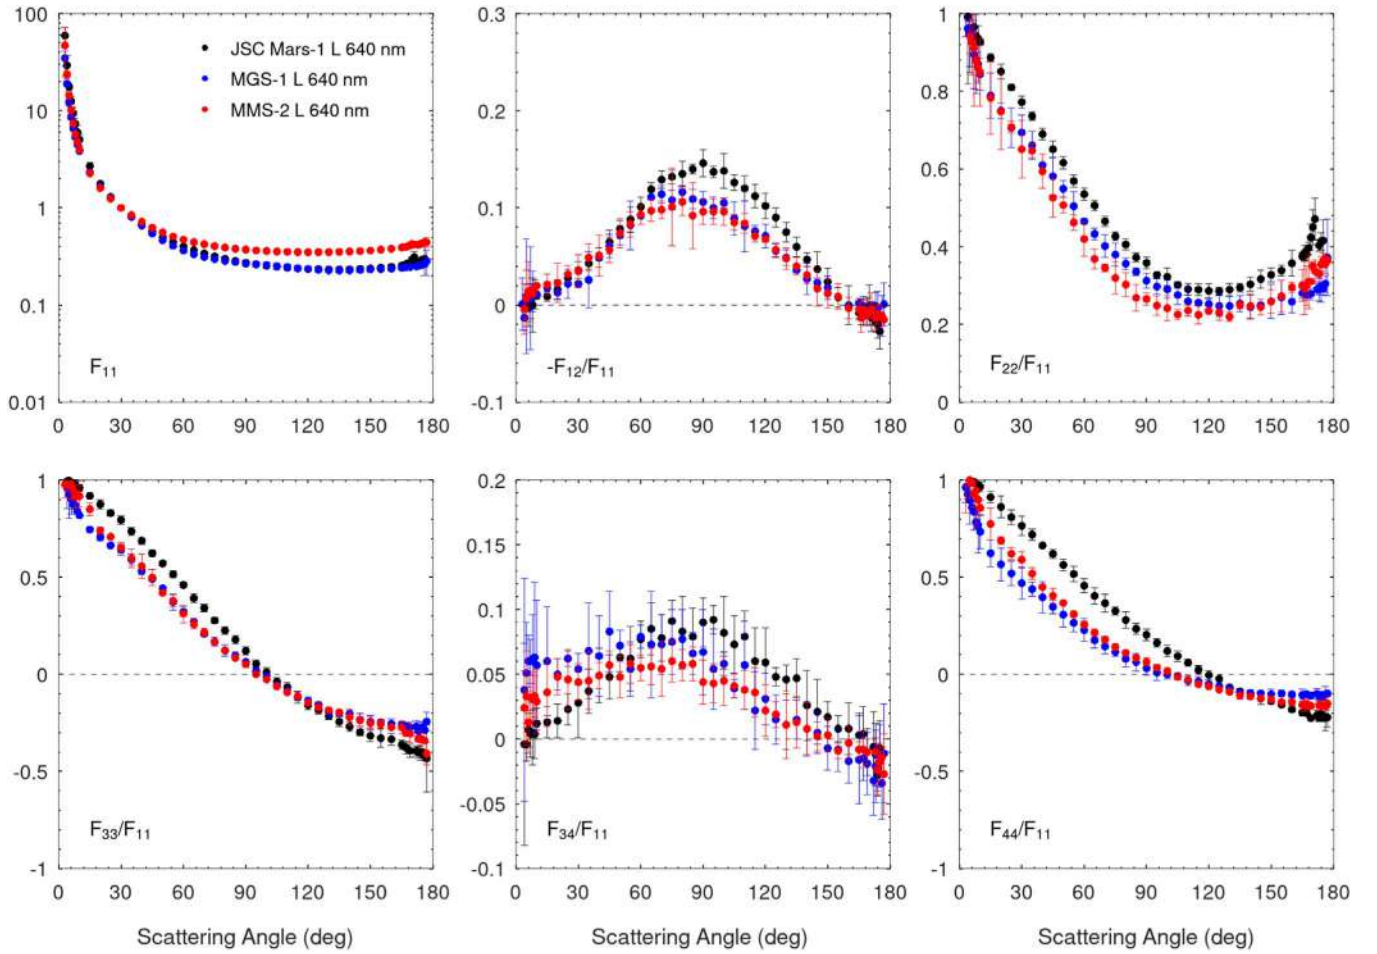 100
10
1
0.1
0.01
JSC Mars-1 L 640 nm
MGS-1 L 640 nm
MMS-2 L 640 nm
F11
0 30 60 90 120 150 180
0.3
0.2
0.1
0
-0.1
-F12/F11
0 30 60 90 120 150 180
1
0.8
0.6
0.4
0.2
0
F22/F11
0 30 60 90 120 150 180
1
0.5
0
-0.5
-1
F33/F11
0 30 60 90 120 150 180
Scattering Angle (deg)
0.2
0.15
0.1
0.05
0
-0.05
-0.1
F34/F11
0 30 60 90 120 150 180
Scattering Angle (deg)
1
0.5
0
-0.5
-1
F44/F11
0 30 60 90 120 150 180
Scattering Angle (deg)